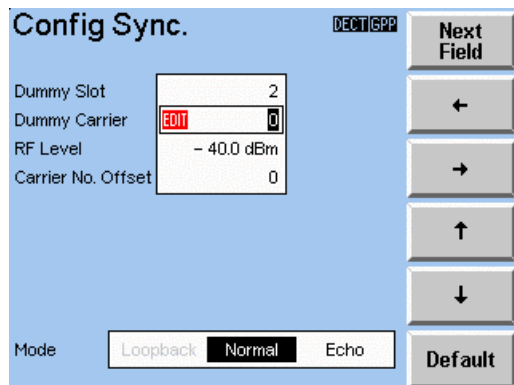 Config Sync.
DECT GPP
Next
Field
Dummy Slot 2
Dummy Carrier EDIT 0
RF Level - 40.0 dBm
Carrier No. Offset 0
←
→
↑
↓
Mode Loopback Normal Echo
Default